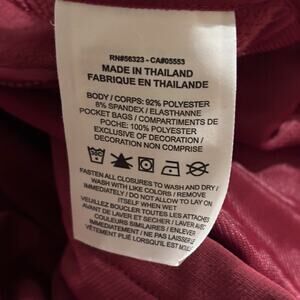 RN#56323 - CA#05553
MADE IN THAILAND
FABRIQUE EN THAILANDE
BODY / CORPS: 92% POLYESTER
8% SPANDEX / ELASTHANNE
POCKET BAGS / COMPARTIMENTS DE
POCHE: 100% POLYESTER
EXCLUSIVE OF DECORATION /
DECORATION NON COMPRISE
FASTEN ALL CLOSURES TO WASH AND DRY /
WASH WITH LIKE COLORS / REMOVE
IMMEDIATELY / DO NOT ALLOW TO LAY ON
ITSELF WHEN WET
VEUILLEZ BOUCLER TOUTES LES ATTACHES
AVANT DE LAVER ET SECHER / LAVER AVEC
COULEURS SIMILAIRES / ENLEVER
IMMEDIATEMENT / NE PAS LAISSER
VÊTEMENT PLIÉ LORSQU'IL EST